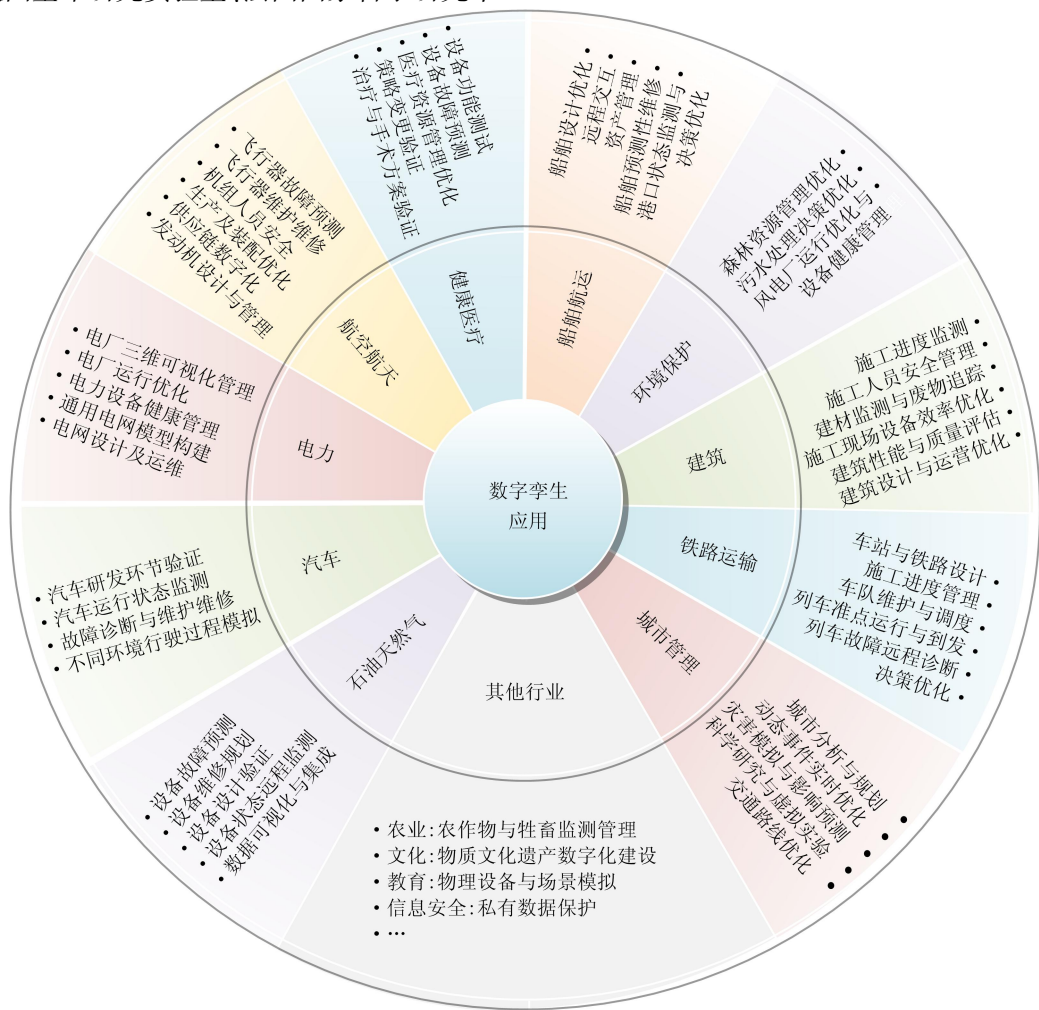 数字孪生
应用
船舶航运
船舶设计优化
远程交互
资产管理
船舶预测性维修
港口状态监测与
决策优化
环境保护
森林资源管理优化
污水处理决策优化
风电厂运行优化与
设备健康管理
建筑
施工进度监测
施工人员安全管理
建材监测与废物追踪
施工现场设备效率优化
建筑性能与质量评估
建筑设计与运营优化
铁路运输
车站与铁路设计
施工进度管理
车队维护与调度
列车准点运行与到发
列车故障远程诊断
决策优化
城市管理
城市分析与规划
动态事件实时优化
灾害模拟与影响预测
科学研究与虚拟实验
交通路线优化
其他行业
• 农业:农作物与牲畜监测管理
• 文化:物质文化遗产数字化建设
• 教育:物理设备与场景模拟
• 信息安全:私有数据保护
• …
石油天然气
• 设备故障预测
• 设备维修规划
• 设备设计验证
• 设备状态远程监测
• 数据可视化与集成
汽车
• 汽车研发环节验证
• 汽车运行状态监测
• 故障诊断与维护维修
• 不同环境行驶过程模拟
电力
• 电厂三维可视化管理
• 电厂运行优化
• 电力设备健康管理
• 通用电网模型构建
• 电网设计及运维
航空航天
• 飞行器故障预测
• 飞行器维护维修
• 机组人员安全
• 生产及装配优化
• 供应链数字化
• 发动机设计与管理
健康医疗
• 设备功能测试
• 设备故障预测
• 医疗资源管理优化
• 策略变更验证
• 治疗与手术方案验证